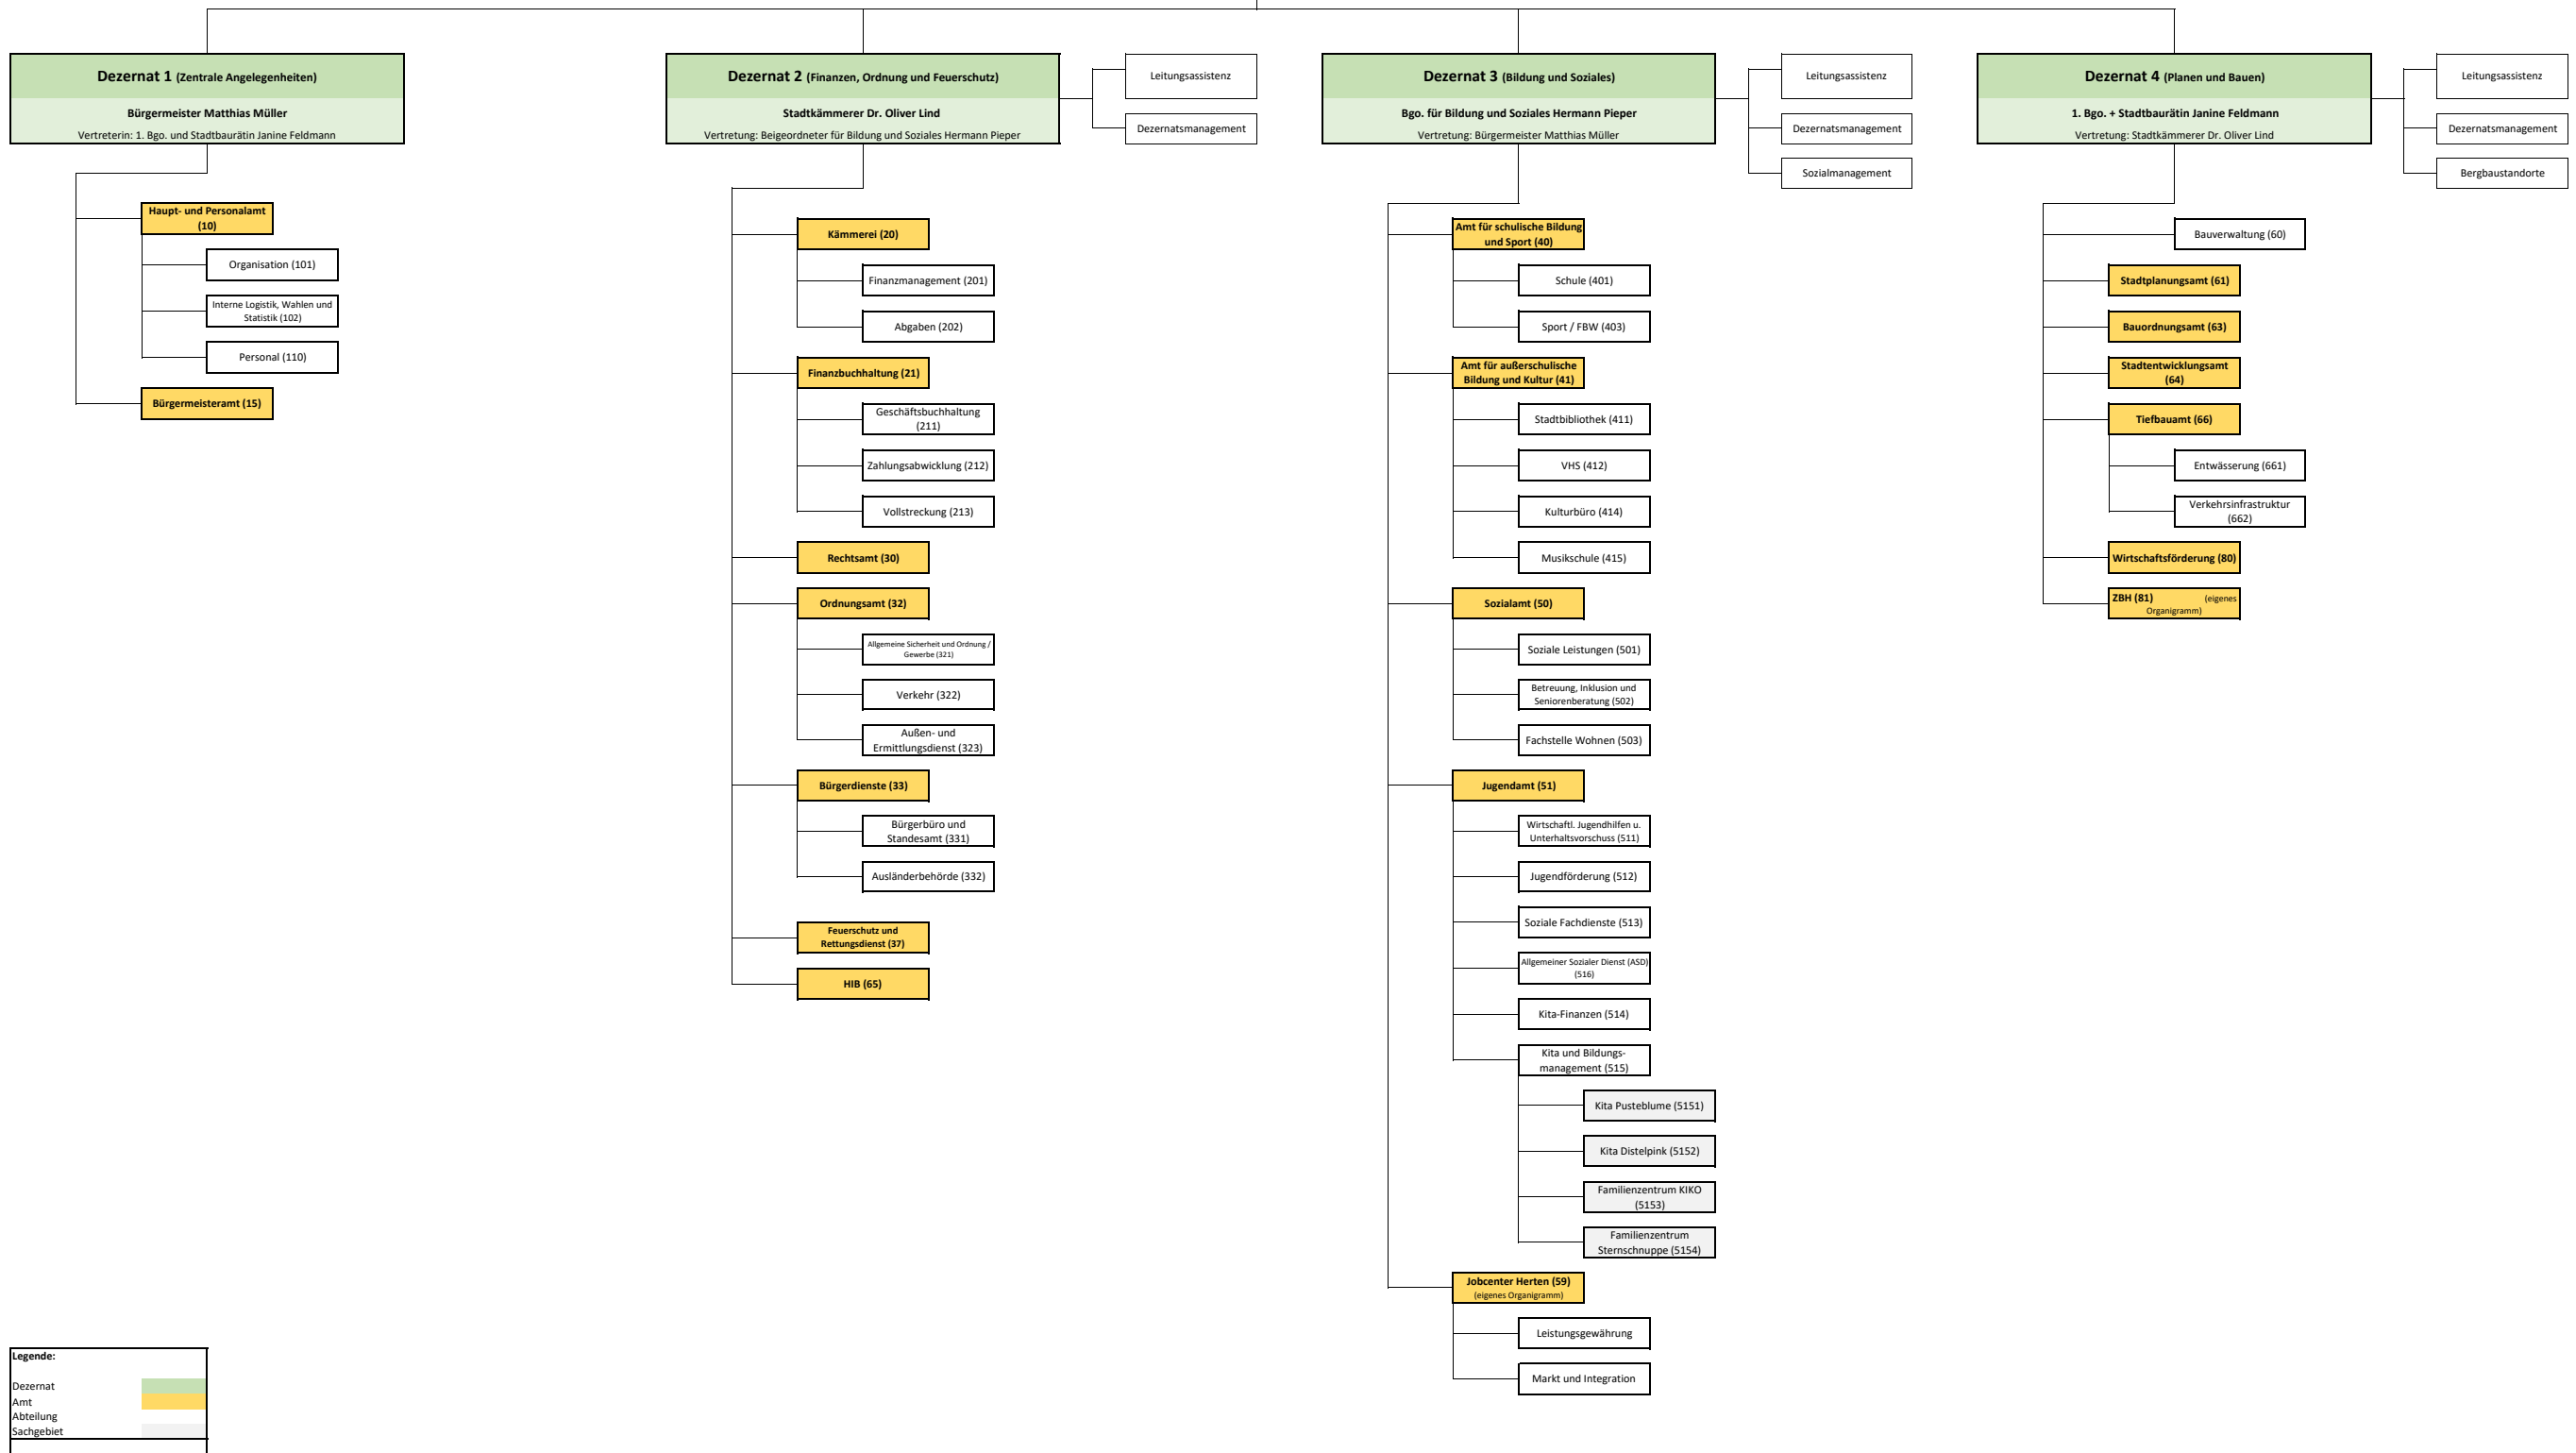 Dezernat 1 (Zentrale Angelegenheiten)
Bürgermeister Matthias Müller
Vertreterin: 1. Bgo. und Stadtbaurätin Janine Feldmann
Haupt- und Personalamt
(10)
Organisation (101)
Interne Logistik, Wahlen und
Statistik (102)
Personal (110)
Bürgermeisteramt (15)
Dezernat 2 (Finanzen, Ordnung und Feuerschutz)
Stadtkämmerer Dr. Oliver Lind
Vertretung: Beigeordneter für Bildung und Soziales Hermann Pieper
Leitungsassistenz
Dezernatsmanagement
Kämmerei (20)
Finanzmanagement (201)
Abgaben (202)
Finanzbuchhaltung (21)
Geschäftsbuchhaltung
(211)
Zahlungsabwicklung (212)
Vollstreckung (213)
Rechtsamt (30)
Ordnungsamt (32)
Allgemeine Sicherheit und Ordnung /
Gewerbe (321)
Verkehr (322)
Außen- und
Ermittlungsdienst (323)
Bürgerdienste (33)
Bürgerbüro und
Standesamt (331)
Ausländerbehörde (332)
Feuerschutz und
Rettungsdienst (37)
HIB (65)
Dezernat 3 (Bildung und Soziales)
Bgo. für Bildung und Soziales Hermann Pieper
Vertretung: Bürgermeister Matthias Müller
Leitungsassistenz
Dezernatsmanagement
Sozialmanagement
Amt für schulische Bildung
und Sport (40)
Schule (401)
Sport / FBW (403)
Amt für außerschulische
Bildung und Kultur (41)
Stadtbibliothek (411)
VHS (412)
Kulturbüro (414)
Musikschule (415)
Sozialamt (50)
Soziale Leistungen (501)
Betreuung, Inklusion und
Seniorenberatung (502)
Fachstelle Wohnen (503)
Jugendamt (51)
Wirtschaftl. Jugendhilfen u.
Unterhaltsvorschuss (511)
Jugendförderung (512)
Soziale Fachdienste (513)
Allgemeiner Sozialer Dienst (ASD)
(516)
Kita-Finanzen (514)
Kita und Bildungs-
management (515)
Kita Pusteblume (5151)
Kita Distelpink (5152)
Familienzentrum KIKO
(5153)
Familienzentrum
Sternschnuppe (5154)
Jobcenter Herten (59)
(eigenes Organigramm)
Leistungsgewährung
Markt und Integration
Dezernat 4 (Planen und Bauen)
1. Bgo. + Stadtbaurätin Janine Feldmann
Vertretung: Stadtkämmerer Dr. Oliver Lind
Leitungsassistenz
Dezernatsmanagement
Bergbaustandorte
Bauverwaltung (60)
Stadtplanungsamt (61)
Bauordnungsamt (63)
Stadtentwicklungsamt
(64)
Tiefbauamt (66)
Entwässerung (661)
Verkehrsinfrastruktur
(662)
Wirtschaftsförderung (80)
ZBH (81) (eigenes
Organigramm)
Legende:
Dezernat
Amt
Abteilung
Sachgebiet